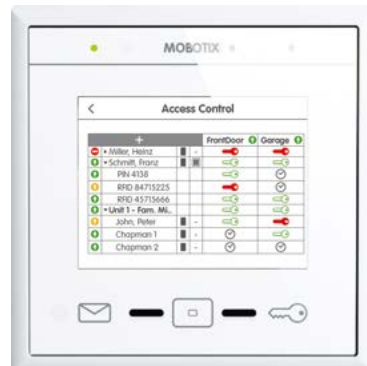 MOBOTIX
< Access Control
+ FrontDoor Garage
Miller, Heinz -
Schmitt, Franz
PIN 4138
RFID 84715225
RFID 45715666
Unit 1 - Fam. Mi..
John, Peter -
Chapman 1 -
Chapman 2 -